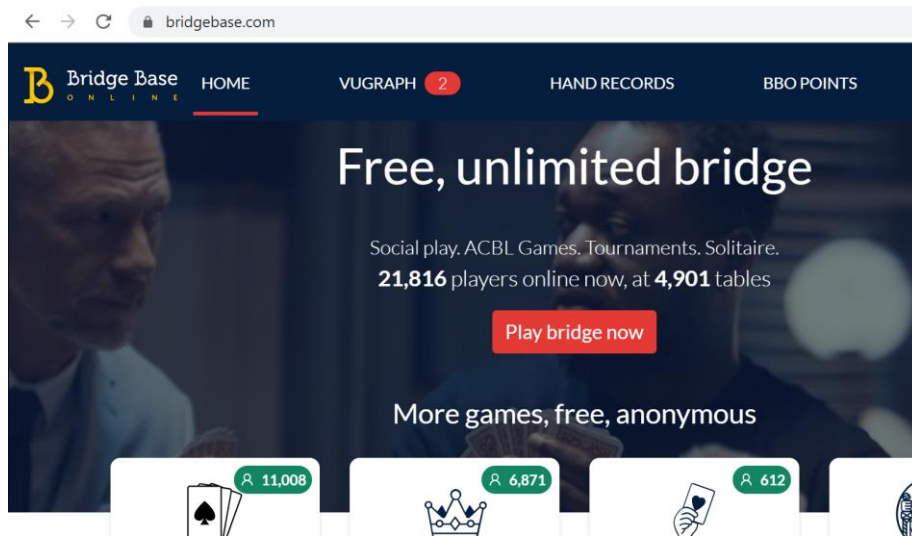 bridgebase.com
Bridge Base
ONLINE
HOME
VUGRAPH 2
HAND RECORDS
BBO POINTS
Free, unlimited bridge
Social play. ACBL Games. Tournaments. Solitaire.
21,816 players online now, at 4,901 tables
Play bridge now
More games, free, anonymous
11,008
6,871
612